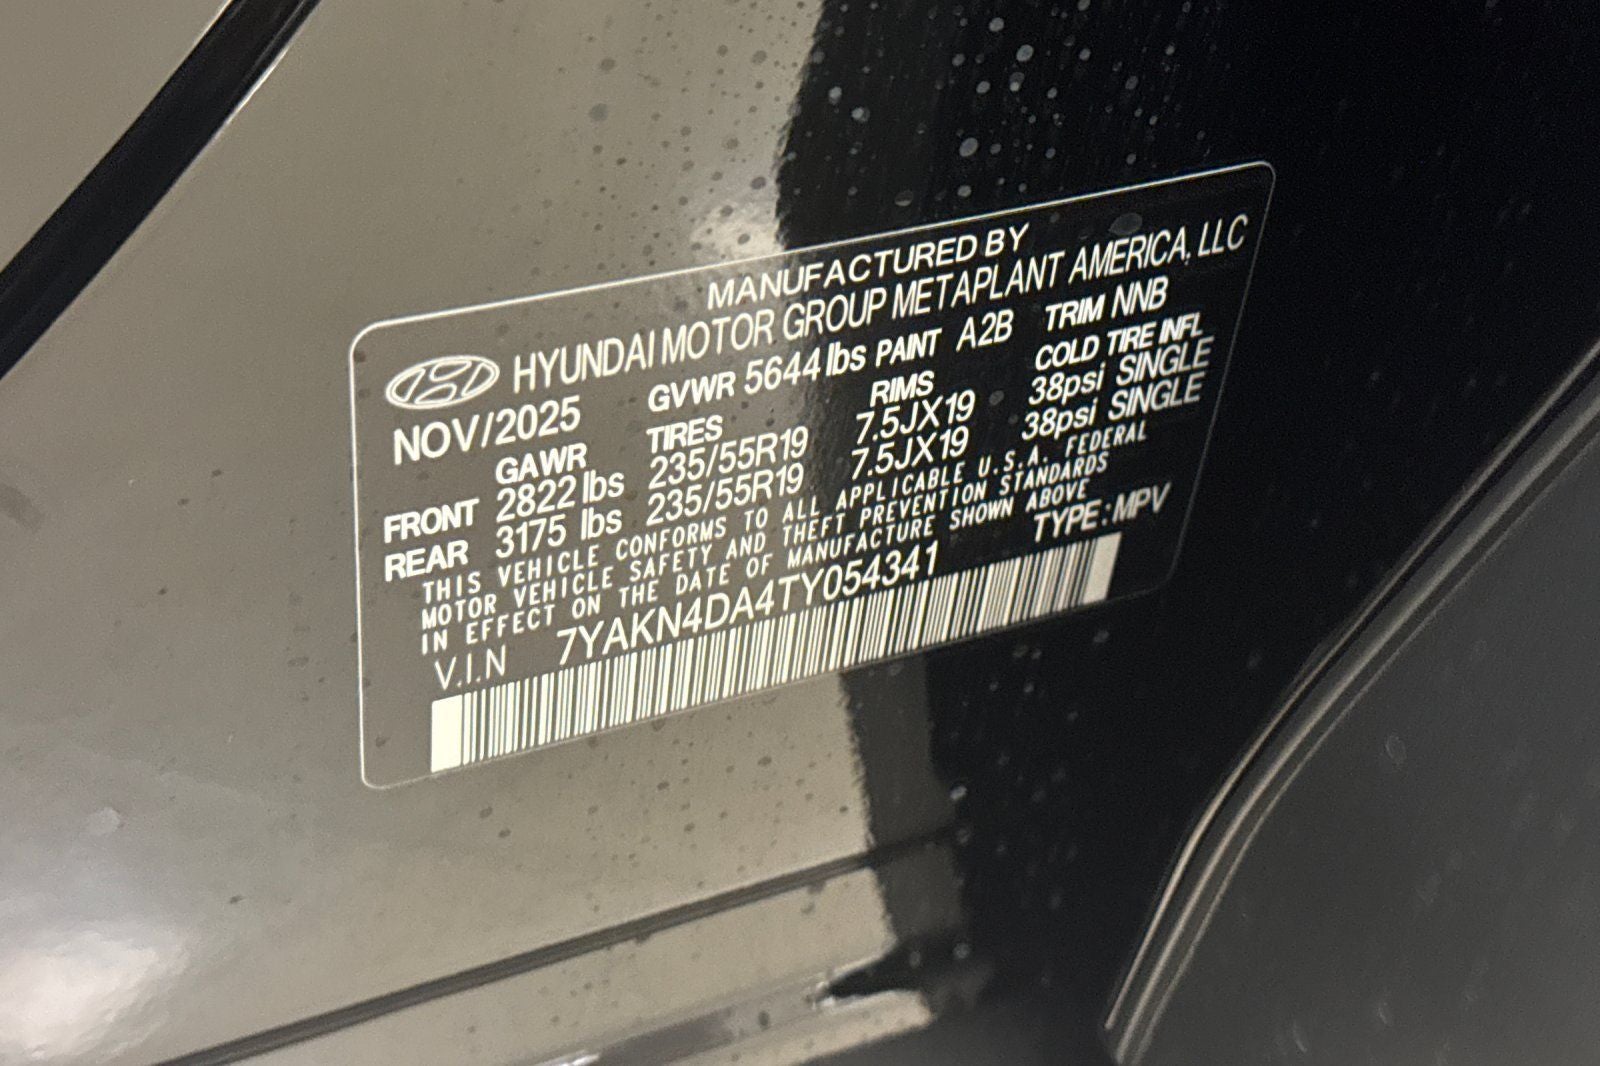 MANUFACTURED BY
HYUNDAI MOTOR GROUP METAPLANT AMERICA, LLC
NOV/2025 GVWR 5644 lbs PAINT A2B TRIM NNB
GAWR TIRES RIMS COLD TIRE INFL
FRONT 2822 lbs 235/55R19 7.5JX19 38psi SINGLE
REAR 3175 lbs 235/55R19 7.5JX19 38psi SINGLE
THIS VEHICLE CONFORMS TO ALL APPLICABLE U.S.A. FEDERAL
MOTOR VEHICLE SAFETY AND THEFT PREVENTION STANDARDS
IN EFFECT ON THE DATE OF MANUFACTURE SHOWN ABOVE
V.I.N 7YAKN4DA4TY054341 TYPE: MPV